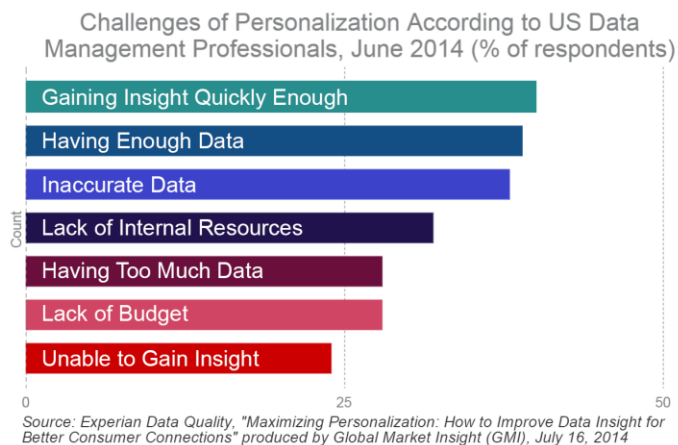 Challenges of Personalization According to US Data
Management Professionals, June 2014 (% of respondents)
Gaining Insight Quickly Enough
Having Enough Data
Inaccurate Data
Lack of Internal Resources
Count
Having Too Much Data
Lack of Budget
Unable to Gain Insight
0 25 50
Source: Experian Data Quality, "Maximizing Personalization: How to Improve Data Insight for
Better Consumer Connections" produced by Global Market Insight (GMI), July 16, 2014